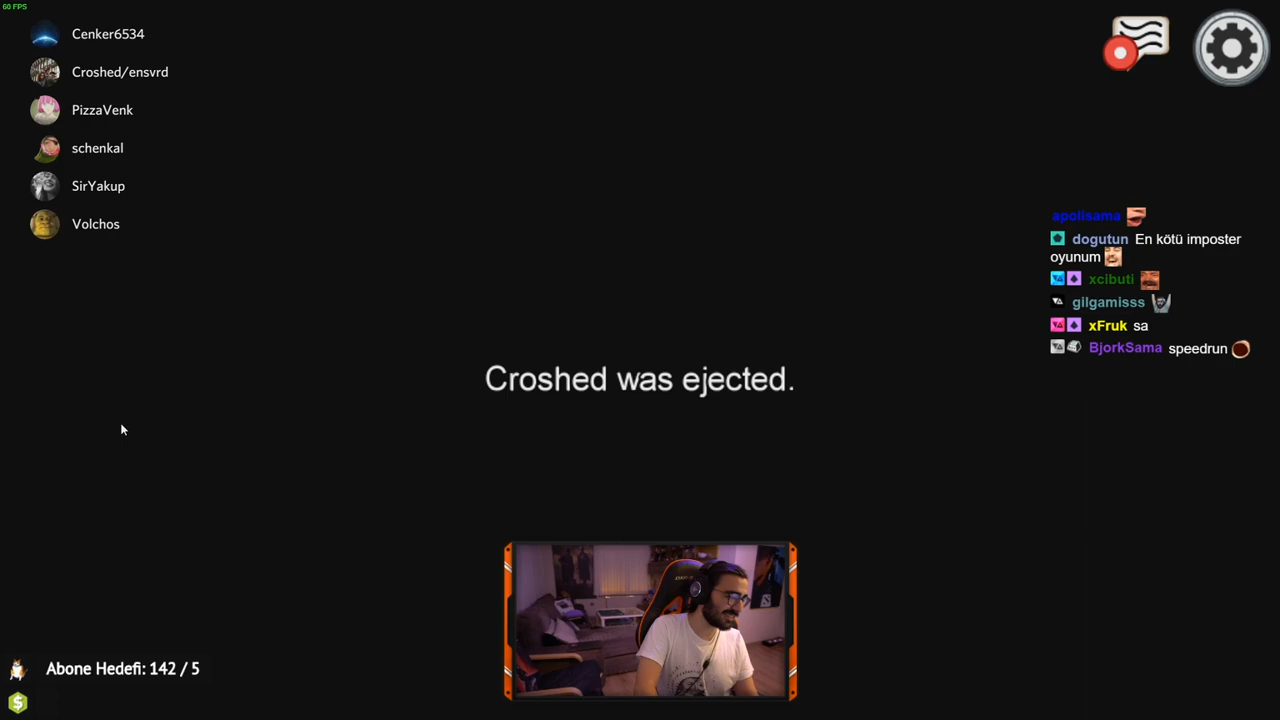 60 FPS
Cenker6534
Croshed/ensvrd
PizzaVenk
schenkal
SirYakup
Volchos
apolisama
dogutun En kötü imposter
oyunum
xcibuti
gilgamisss
xFruk sa
BjorkSama speedrun
Croshed was ejected.
Abone Hedefi: 142 / 5